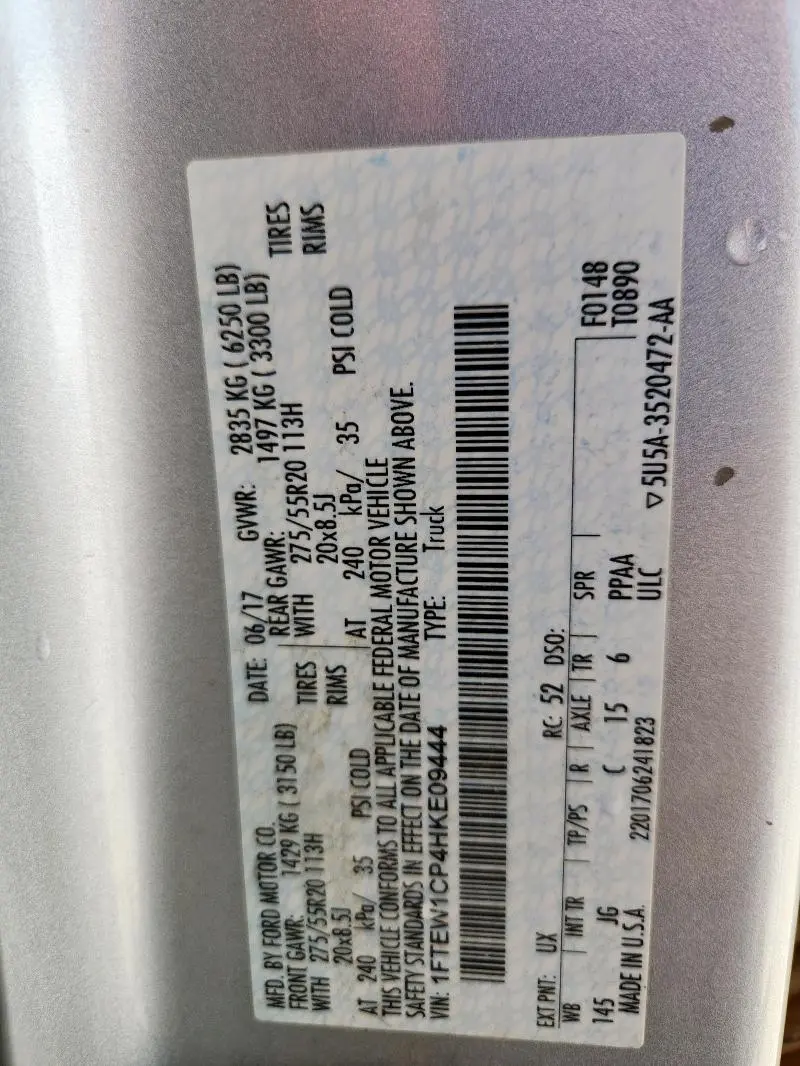 MFD. BY FORD MOTOR CO. DATE: 06/17 GVWR: 2835 KG ( 6250 LB)
FRONT GAWR: 1429 KG ( 3150 LB) REAR GAWR: 1497 KG ( 3300 LB)
WITH 275/55R20 113H TIRES WITH 275/55R20 113H TIRES
20x8.5J RIMS 20x8.5J RIMS
AT 240 kPa/ 35 PSI COLD AT 240 kPa/ 35 PSI COLD
THIS VEHICLE CONFORMS TO ALL APPLICABLE FEDERAL MOTOR VEHICLE
SAFETY STANDARDS IN EFFECT ON THE DATE OF MANUFACTURE SHOWN ABOVE.
VIN: 1FTEW1CP4HKE09444 TYPE: Truck
EXT PNT: UX RC: 52 DSO:
WB INT TR TP/PS R AXLE TR SPR F0148
145 JG C 15 6 PPAA T0890
MADE IN U.S.A. 2201706241823 ULC
▽5U5A-3520472-AA